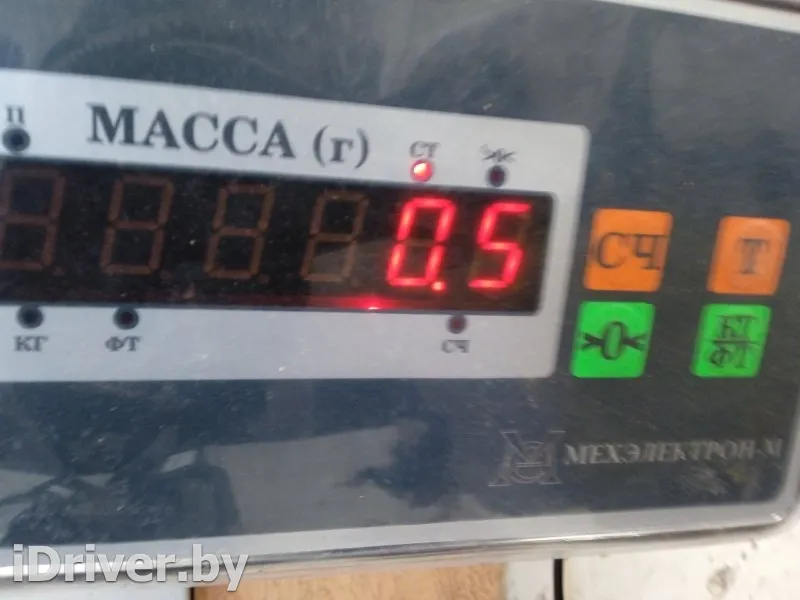 П
МАССА (г)
СТ
0.5
СЧ
Т
КГ
ФТ
СЧ
>0<
КГ
ФТ
МЕХЭЛЕКТРОН-М
iDriver.by